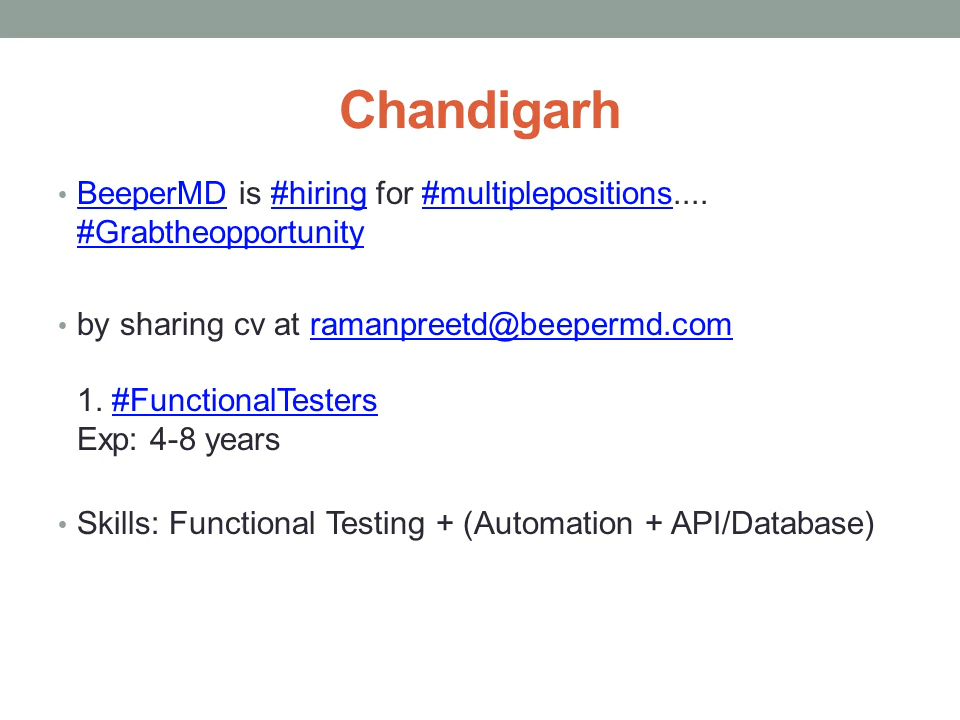 Chandigarh
• BeeperMD is #hiring for #multiplepositions....
#Grabtheopportunity
• by sharing cv at ramanpreetd@beepermd.com
1. #FunctionalTesters
Exp: 4-8 years
• Skills: Functional Testing + (Automation + API/Database)